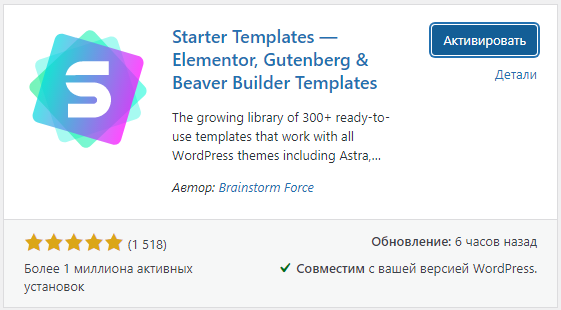 Starter Templates —
Elementor, Gutenberg &
Beaver Builder Templates
Активировать
Детали
The growing library of 300+ ready-to-
use templates that work with all
WordPress themes including Astra,...
Автор: Brainstorm Force
(1 518)
Более 1 миллиона активных
установок
Обновление: 6 часов назад
Совместим с вашей версией WordPress.